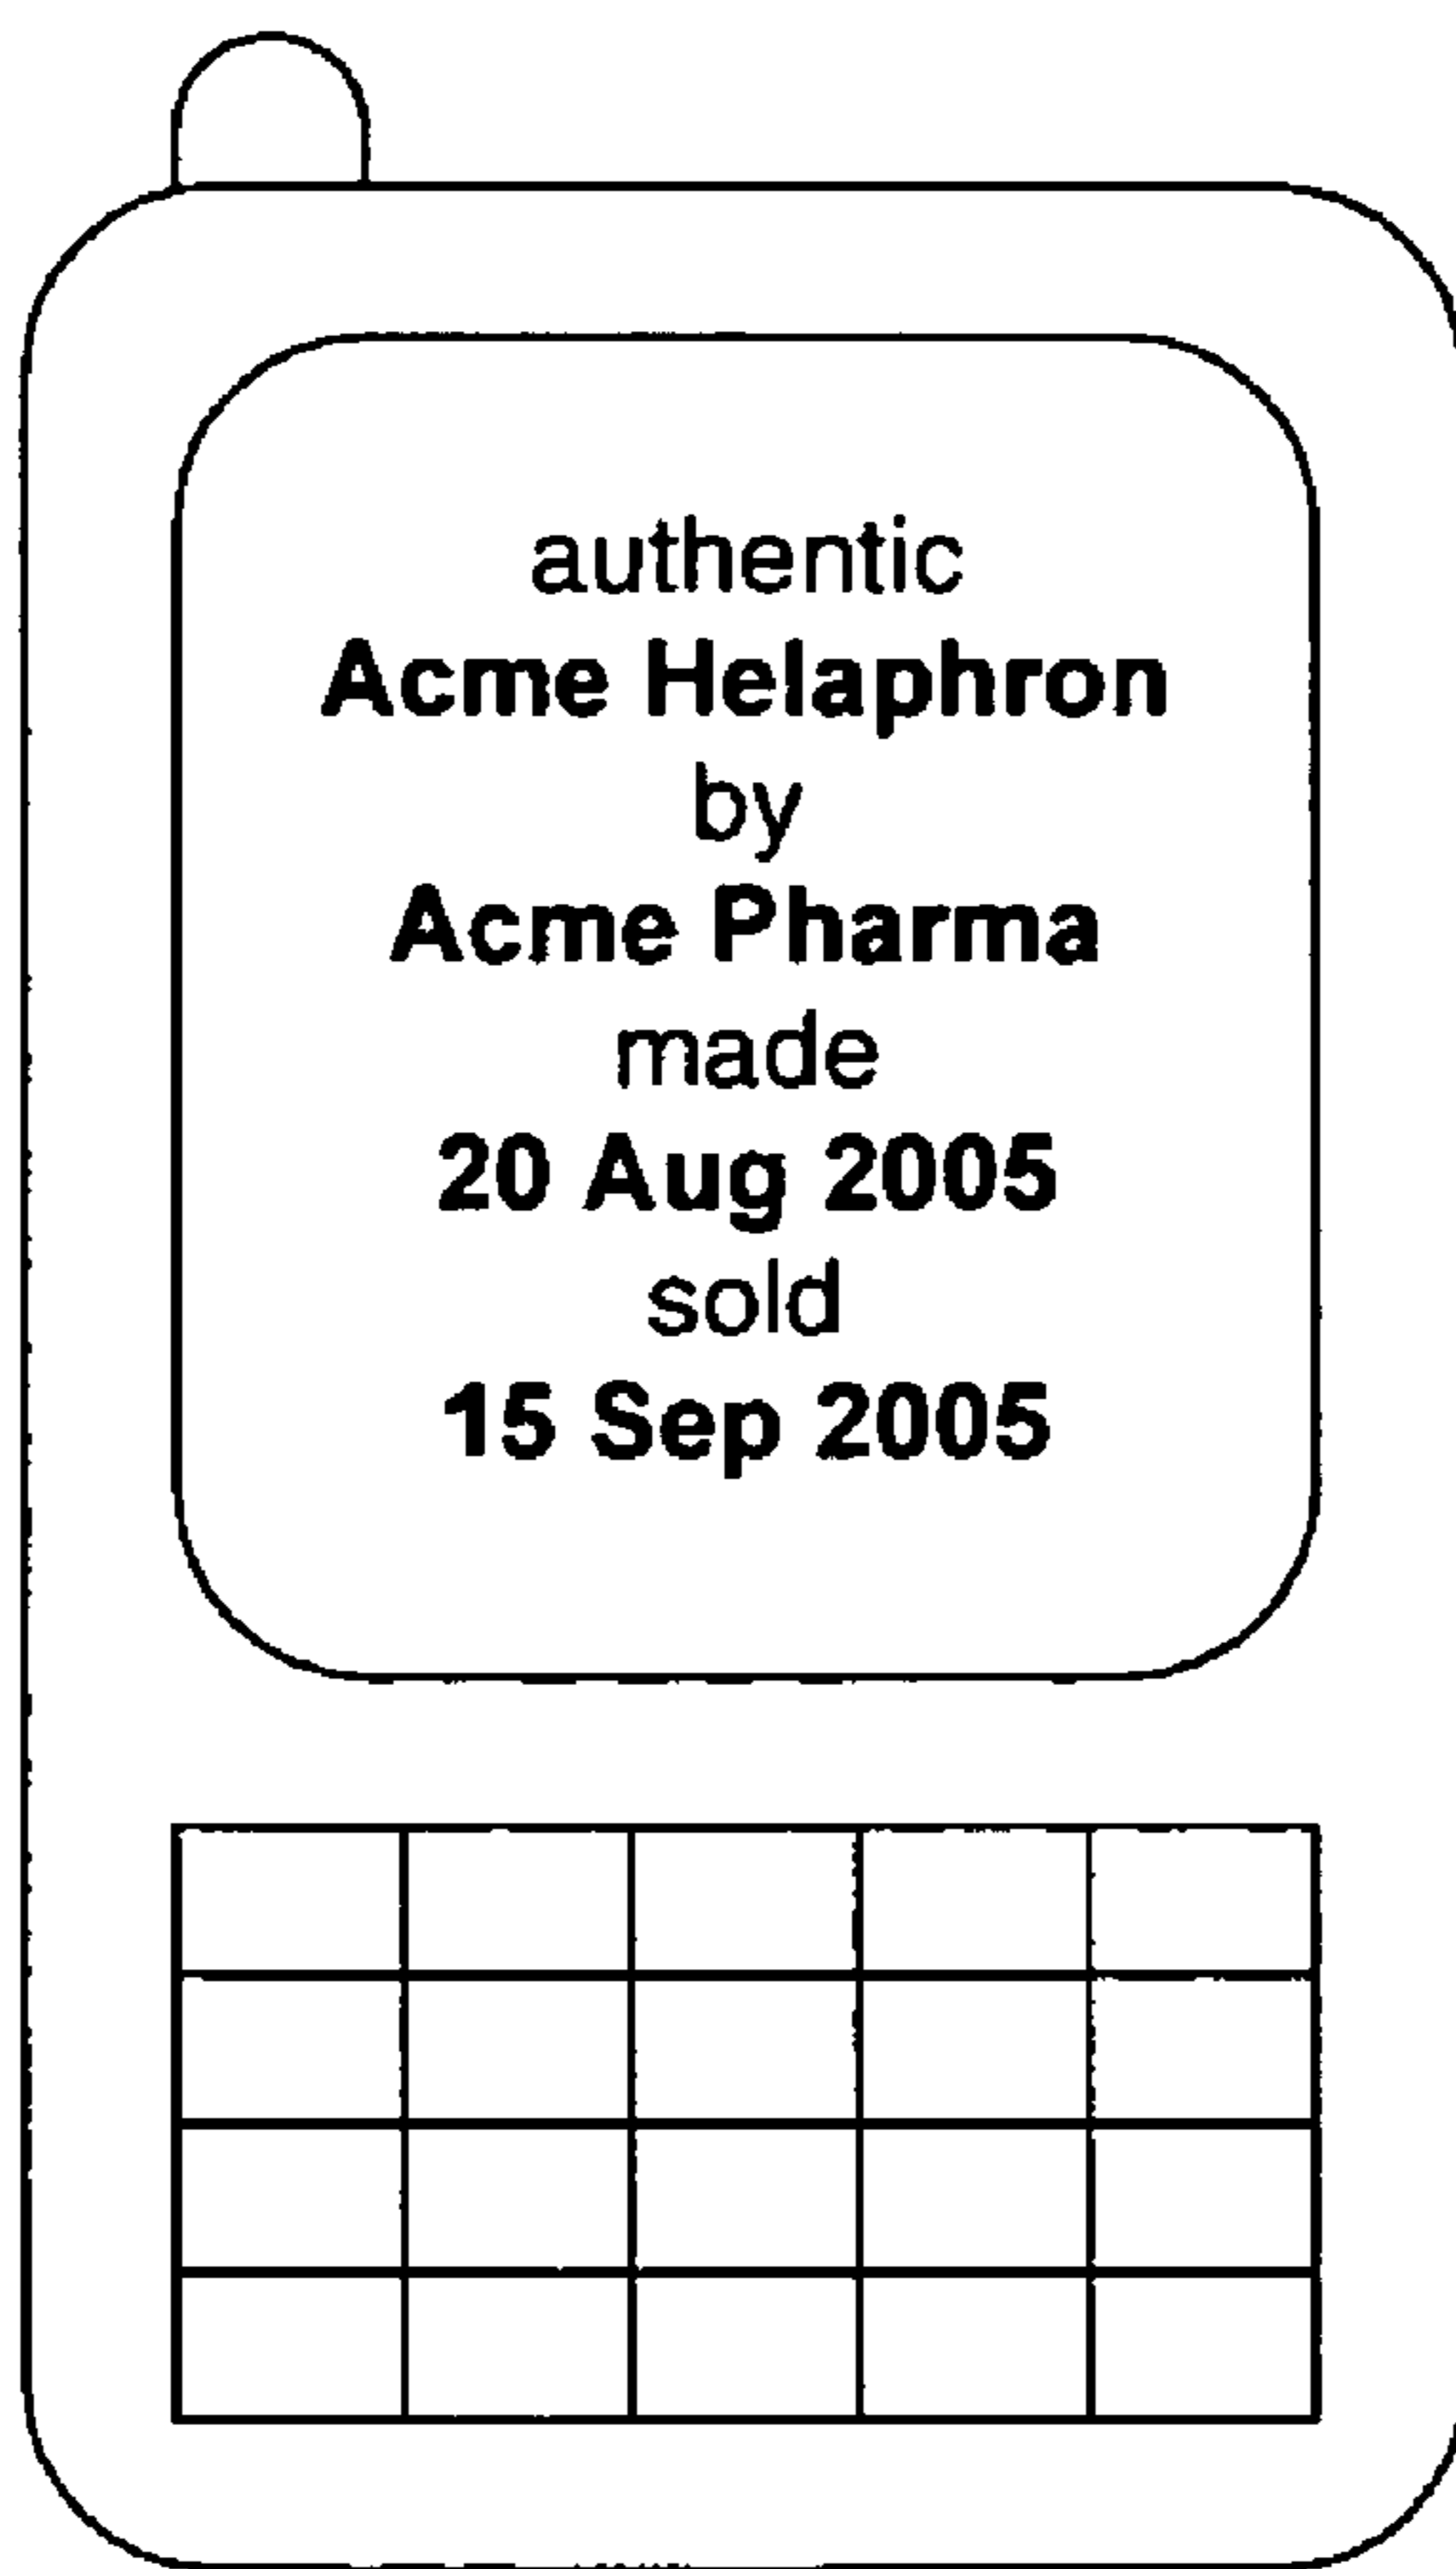 authentic
Acme Helaphron
by
Acme Pharma
made
20 Aug 2005
sold
15 Sep 2005